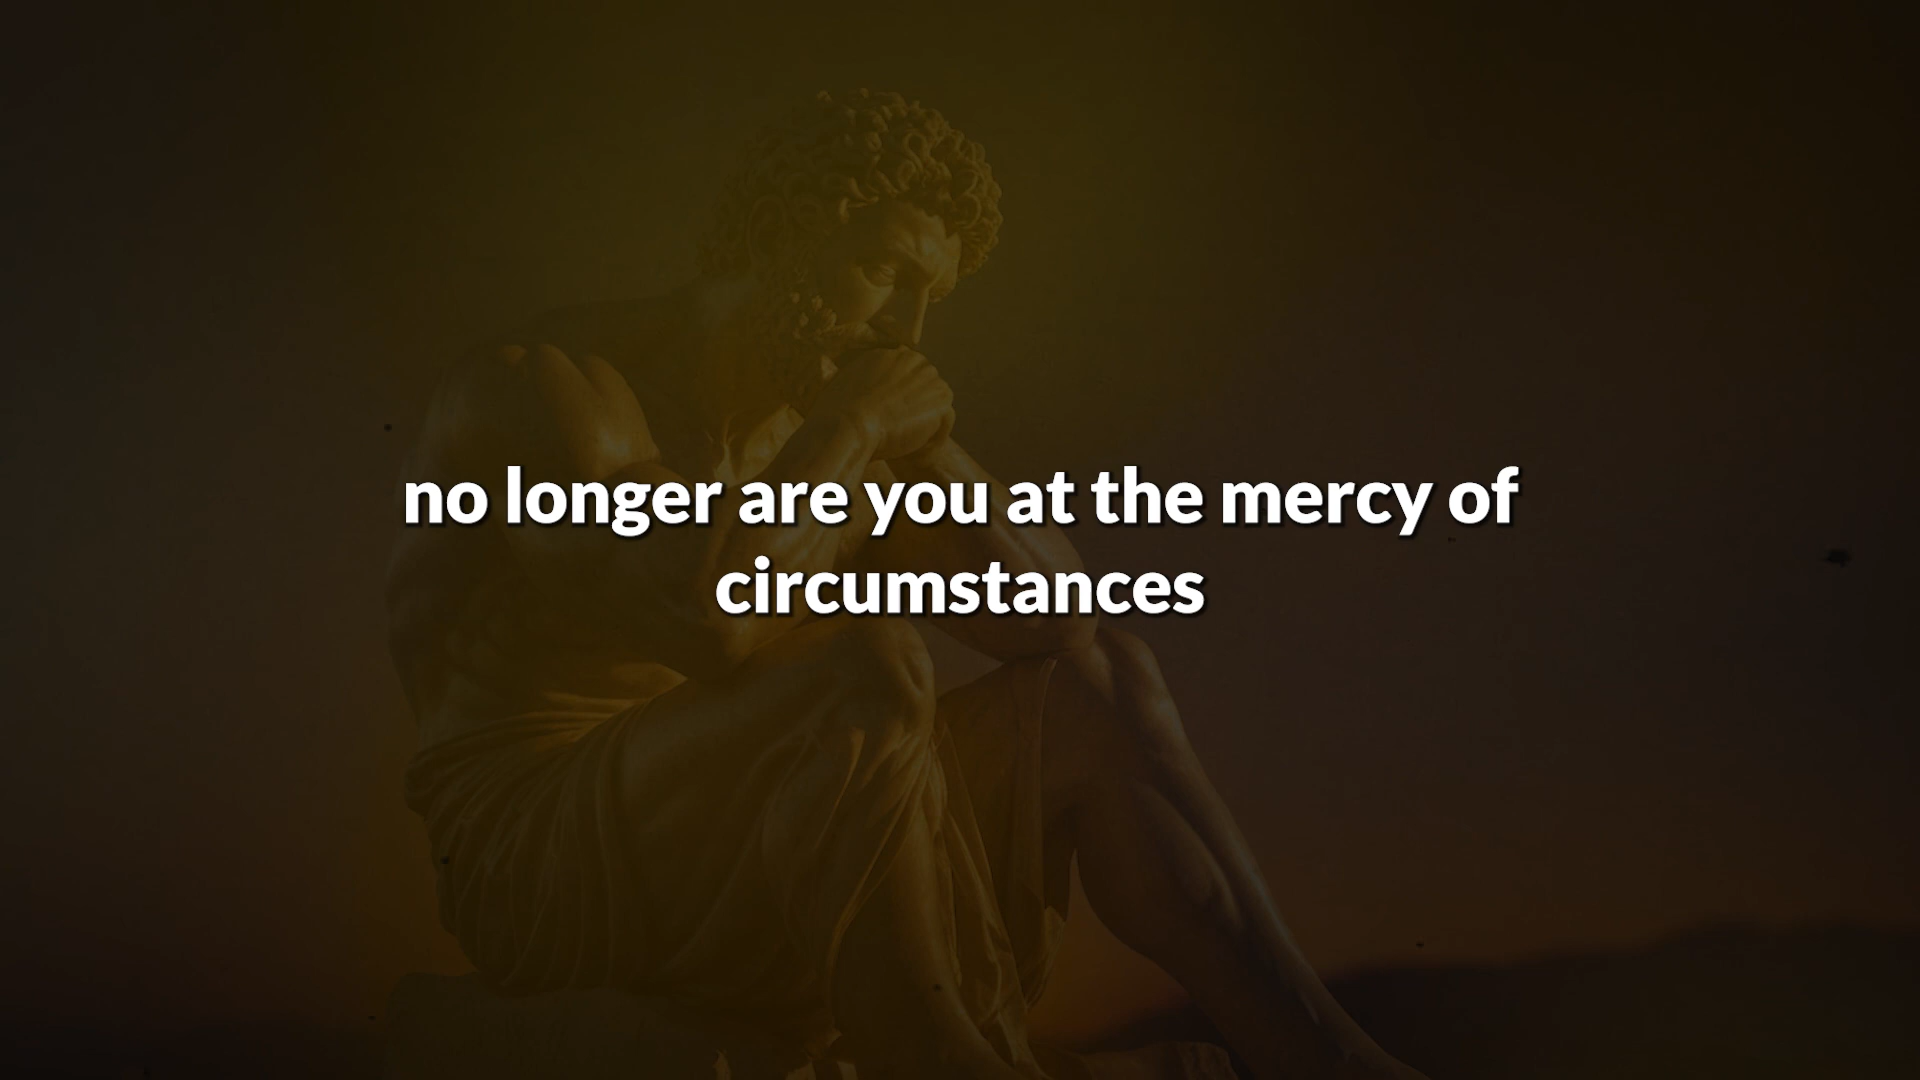 no longer are you at the mercy of
circumstances